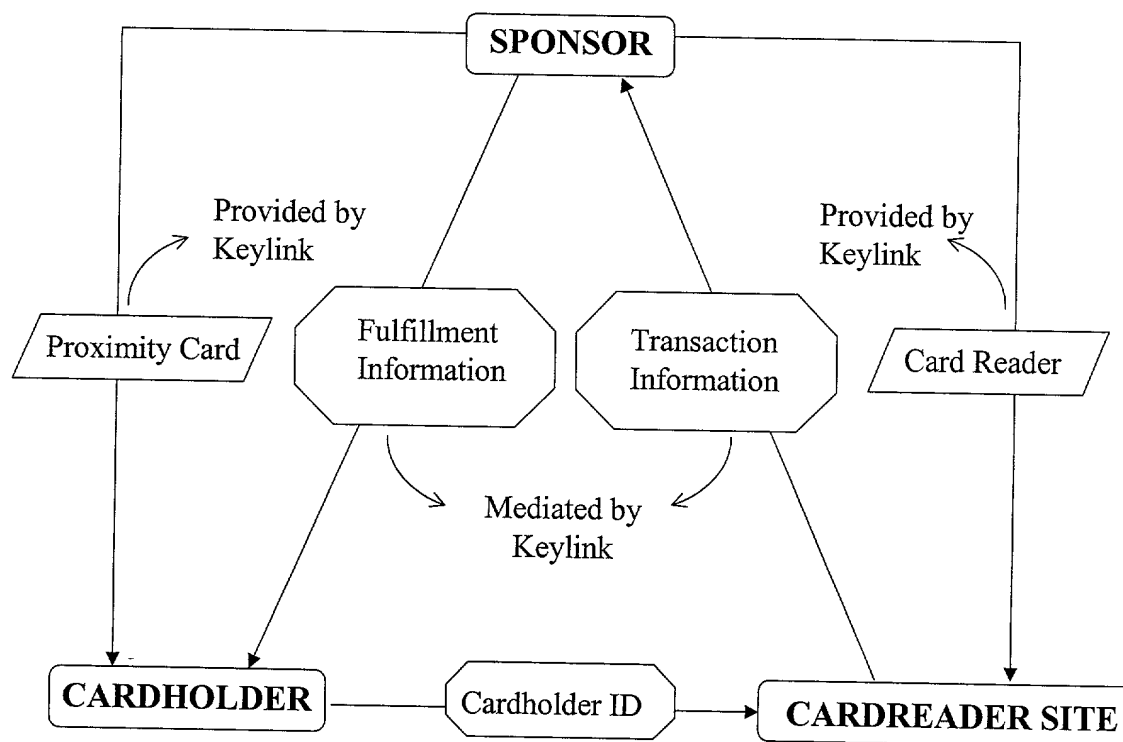 SPONSOR
Provided by
Keylink
Provided by
Keylink
Proximity Card
Fulfillment
Information
Transaction
Information
Card Reader
Mediated by
Keylink
CARDHOLDER
Cardholder ID
CARDREADER SITE